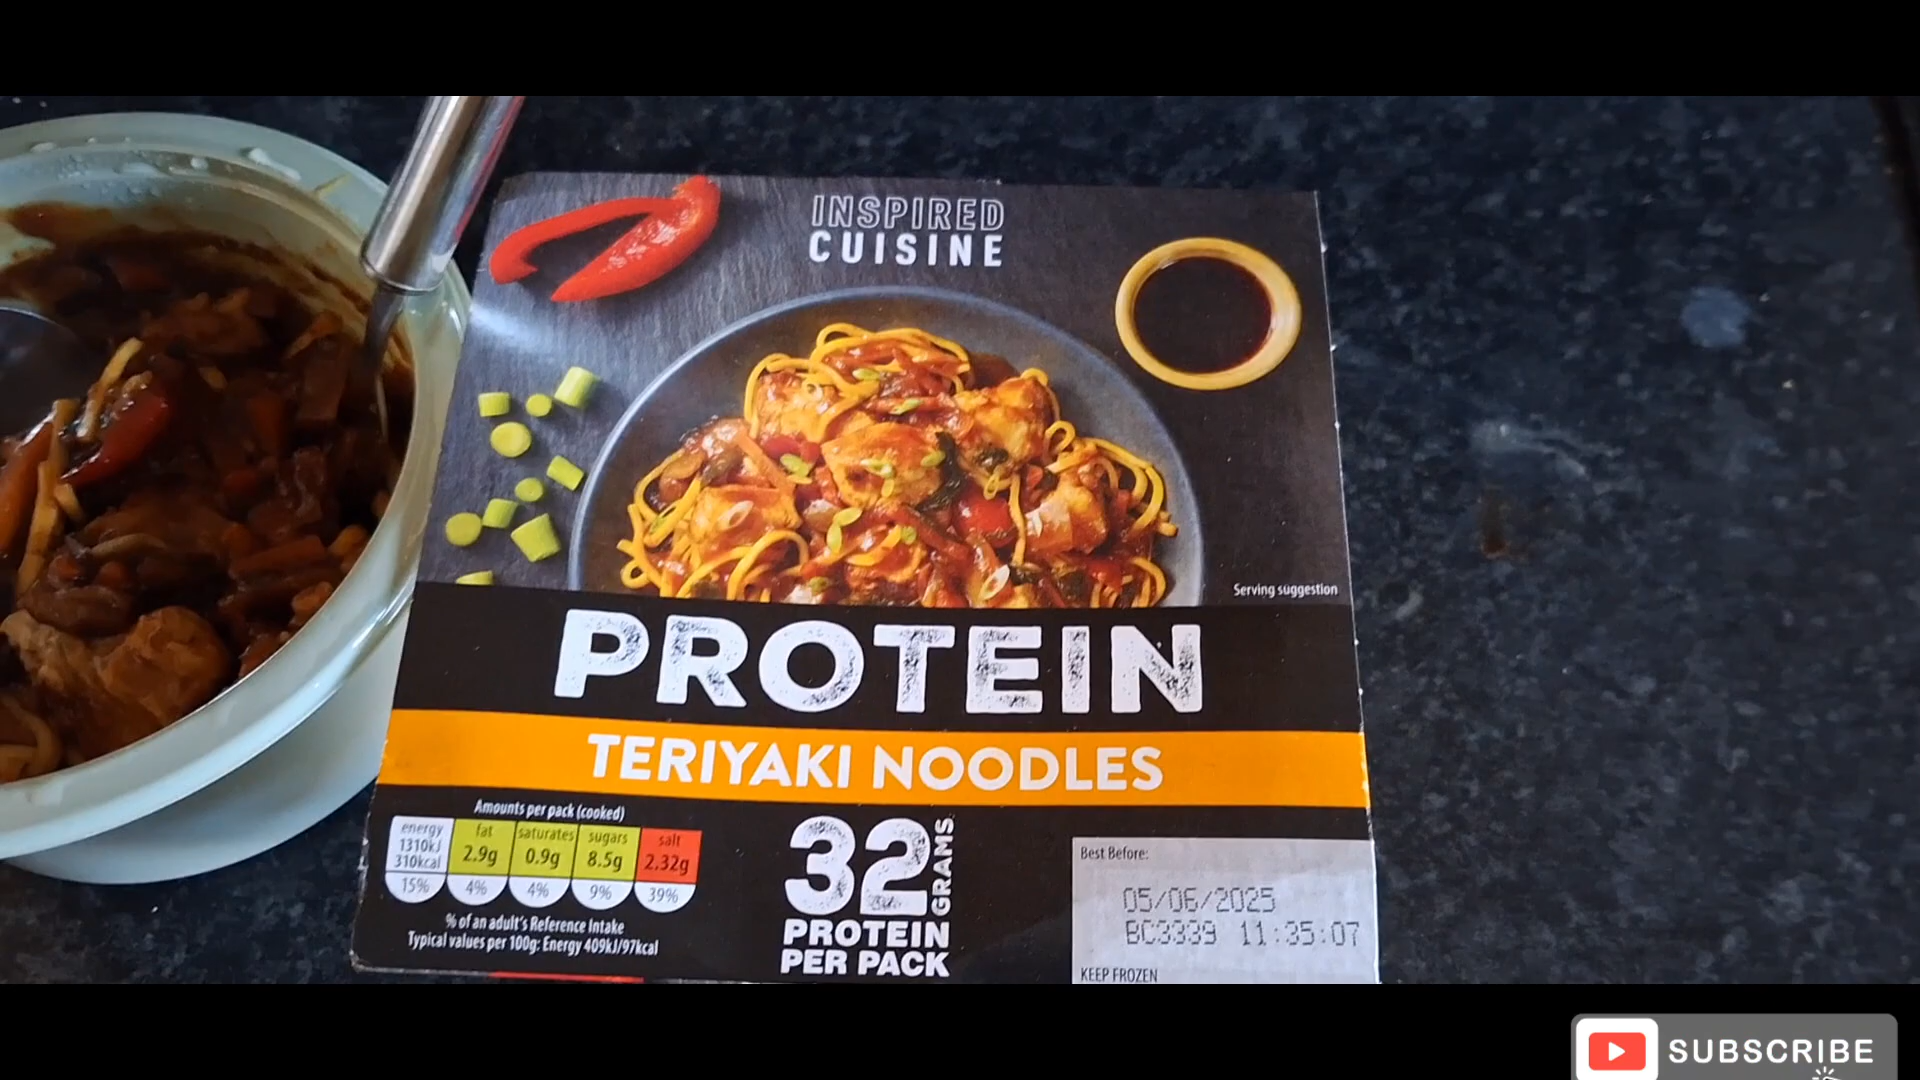 INSPIRED
CUISINE
Serving suggestion
PROTEIN
TERIYAKI NOODLES
Amounts per pack (cooked)
energy 1310kJ 310kcal 15%
fat 2.9g 4%
saturates 0.9g 4%
sugars 8.5g 9%
salt 2.32g 39%
% of an adult's Reference Intake
Typical values per 100g: Energy 409kJ/97kcal
32 GRAMS
PROTEIN
PER PACK
Best Before:
05/06/2025
BC3339 11:35:07
KEEP FROZEN
SUBSCRIBE